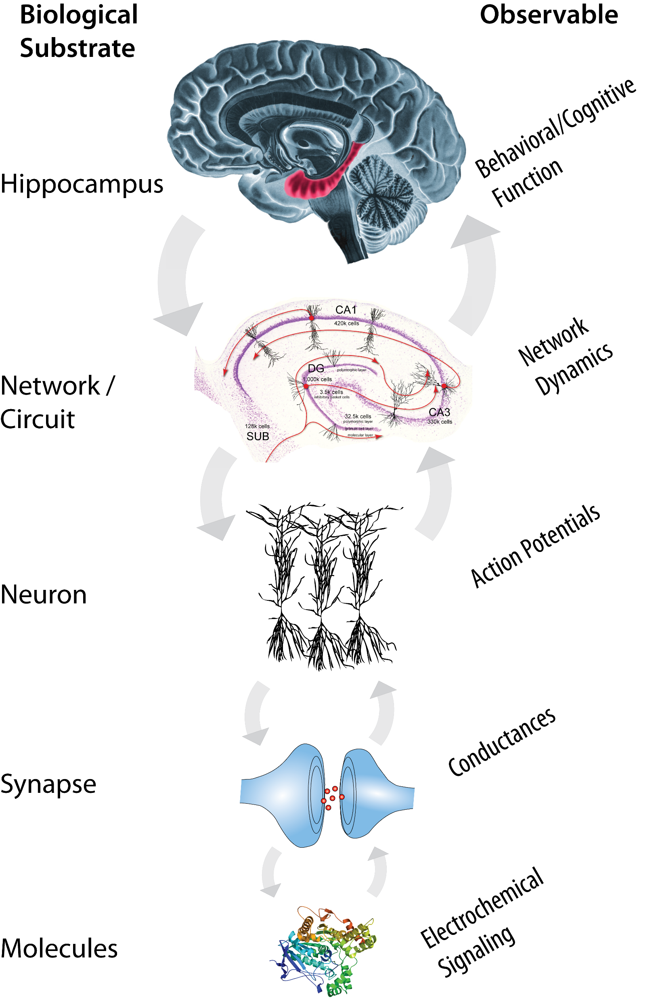 Biological
Substrate
Observable
Behavioral/Cognitive
Function
Hippocampus
CA1
420k cells
Network
Dynamics
DG
polymorphic layer
1.000k cells
3.5k cells
inhibitory basket cells
Network /
Circuit
CA3
330k cells
32.5k cells
polymorphic layer
granule cell layer
molecular layer
128k cells
SUB
Action Potentials
Neuron
Conductances
Synapse
Electrochemical
Signaling
Molecules